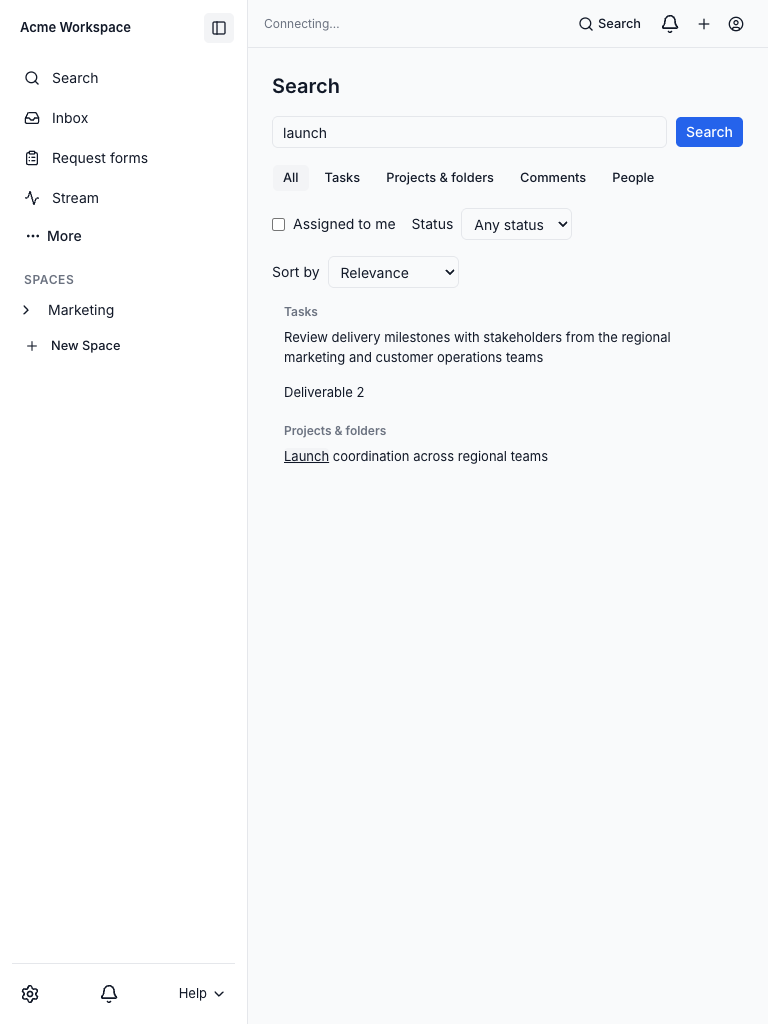 Acme Workspace
Search
Inbox
Request forms
Stream
More
SPACES
Marketing
New Space
Help
Connecting...
Search
Search
launch
Search
All
Tasks
Projects & folders
Comments
People
Assigned to me
Status
Any status
Sort by
Relevance
Tasks
Review delivery milestones with stakeholders from the regional
marketing and customer operations teams
Deliverable 2
Projects & folders
Launch coordination across regional teams